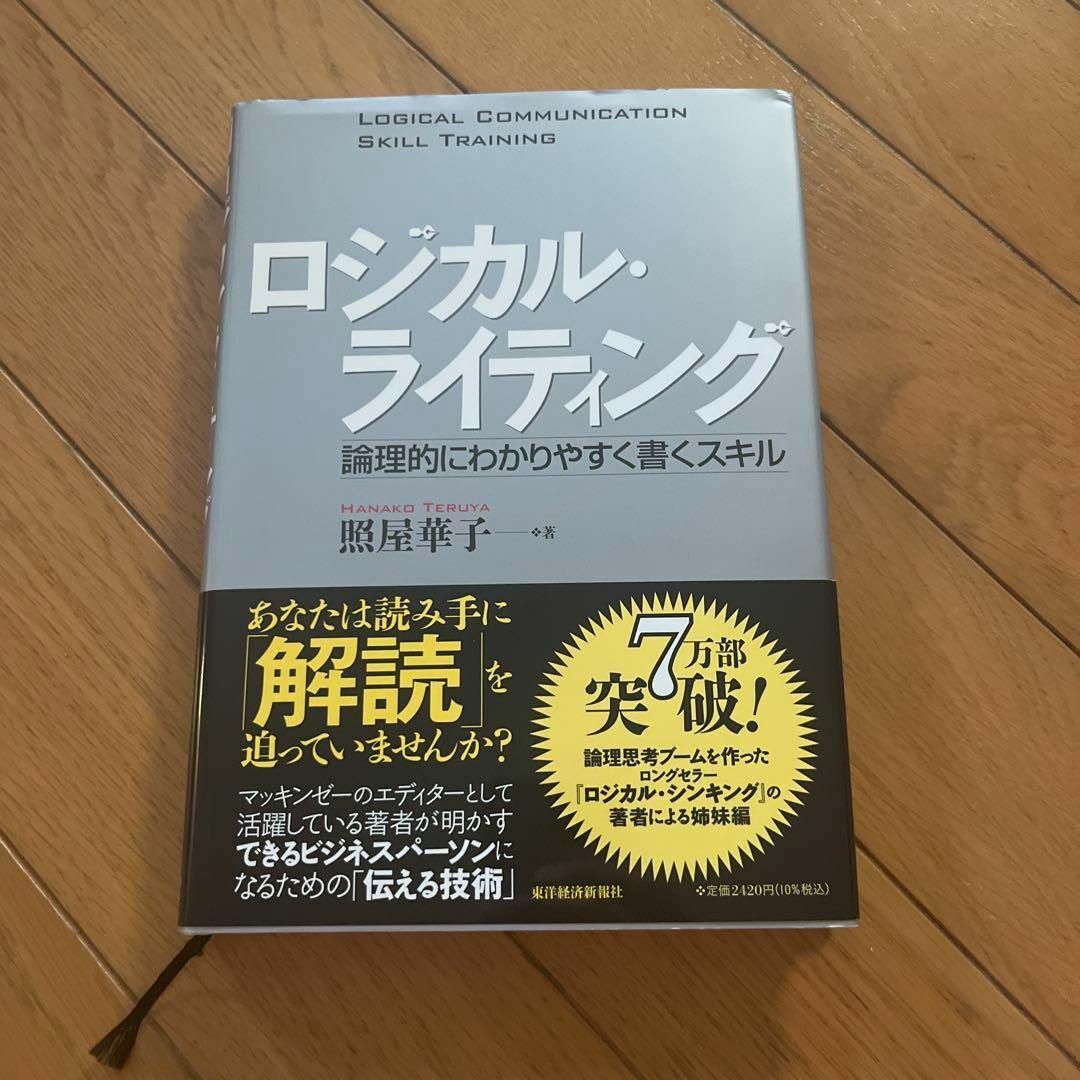 LOGICAL COMMUNICATION
SKILL TRAINING
ロジカル・
ライティング
論理的にわかりやすく書くスキル
HANAKO TERUYA
照屋華子──❖著
あなたは読み手に
「解読」を
迫っていませんか?
マッキンゼーのエディターとして
活躍している著者が明かす
できるビジネスパーソンに
なるための「伝える技術」
7万部
突破!
論理思考ブームを作った
ロングセラー
『ロジカル・シンキング』の
著者による姉妹編
東洋経済新報社
❖定価2420円(10%税込)